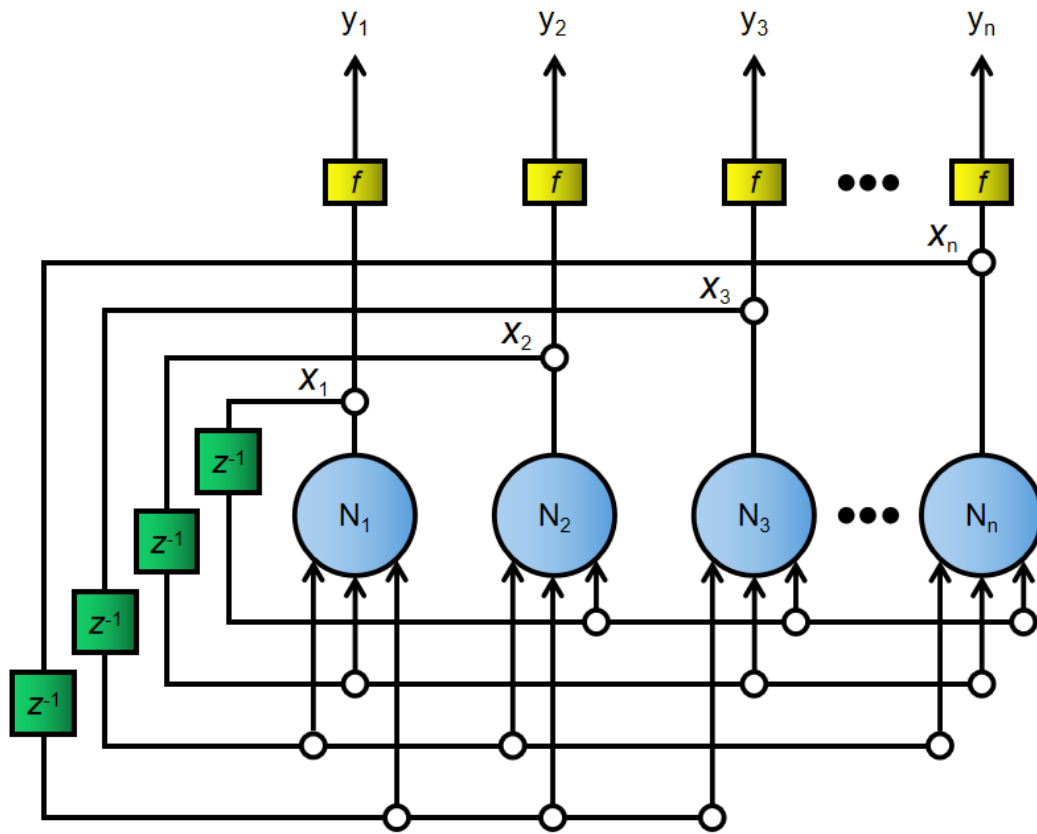 y₁ y₂ y₃ yₙ
f f f f
xₙ
x₃
x₂
x₁
z⁻¹
N₁ N₂ N₃ Nₙ
z⁻¹
z⁻¹
z⁻¹